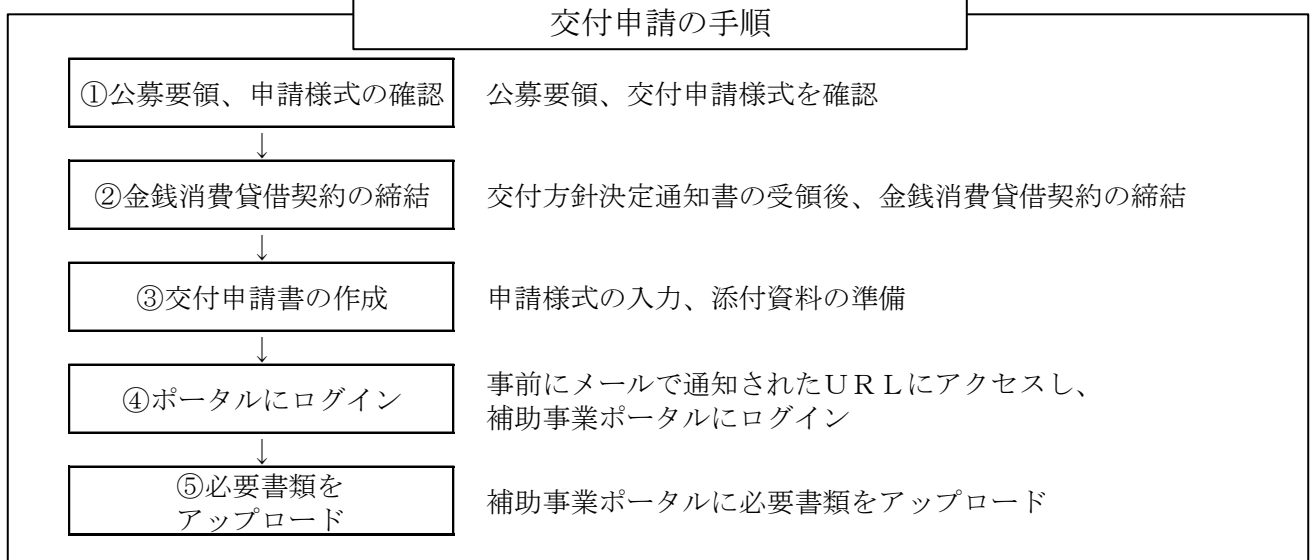 交付申請の手順
①公募要領、申請様式の確認
公募要領、交付申請様式を確認
↓
②金銭消費貸借契約の締結
交付方針決定通知書の受領後、金銭消費貸借契約の締結
↓
③交付申請書の作成
申請様式の入力、添付資料の準備
↓
④ポータルにログイン
事前にメールで通知されたＵＲＬにアクセスし、
補助事業ポータルにログイン
↓
⑤必要書類を
アップロード
補助事業ポータルに必要書類をアップロード